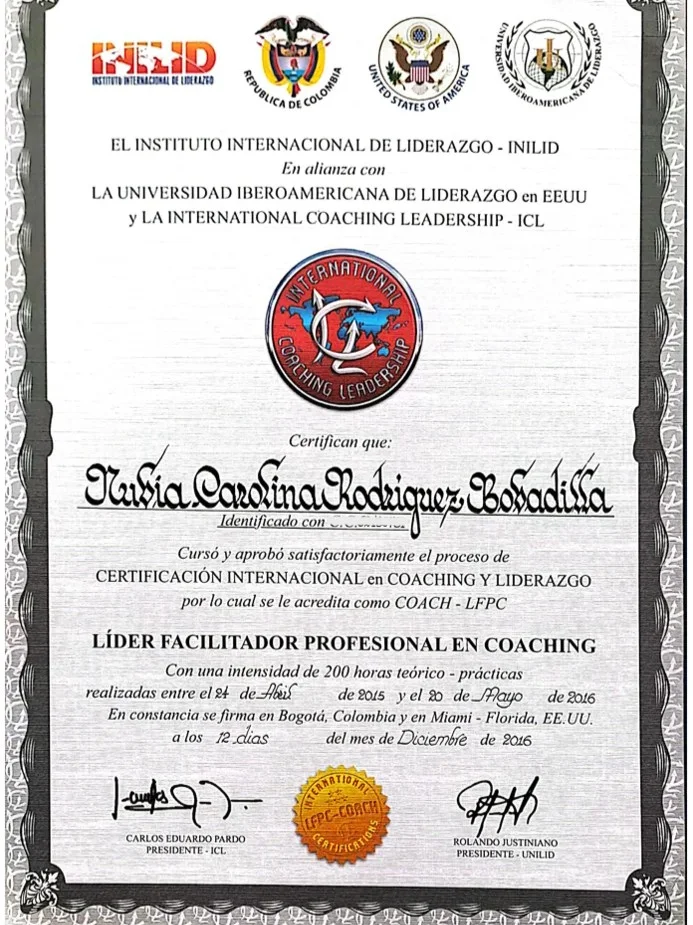 INILID
INSTITUTO INTERNACIONAL DE LIDERAZGO
REPUBLICA DE COLOMBIA
UNITED STATES OF AMERICA
UNIVERSIDAD IBEROAMERICANA DE LIDERAZGO
EL INSTITUTO INTERNACIONAL DE LIDERAZGO - INILID
En alianza con
LA UNIVERSIDAD IBEROAMERICANA DE LIDERAZGO en EEUU
y LA INTERNATIONAL COACHING LEADERSHIP - ICL
INTERNATIONAL
COACHING LEADERSHIP
Certifican que:
Nubia Carolina Rodriguez Bobadilla
Identificado con
Cursó y aprobó satisfactoriamente el proceso de
CERTIFICACIÓN INTERNACIONAL en COACHING Y LIDERAZGO
por lo cual se le acredita como COACH - LFPC
LÍDER FACILITADOR PROFESIONAL EN COACHING
Con una intensidad de 200 horas teórico - prácticas
realizadas entre el 24 de Abril de 2015 y el 20 de Mayo de 2016
En constancia se firma en Bogotá, Colombia y en Miami - Florida, EE.UU.
a los 12 dias del mes de Diciembre de 2016
INTERNATIONAL
LFPC-COACH
CERTIFICATIONS
CARLOS EDUARDO PARDO
PRESIDENTE - ICL
ROLANDO JUSTINIANO
PRESIDENTE - UNILID